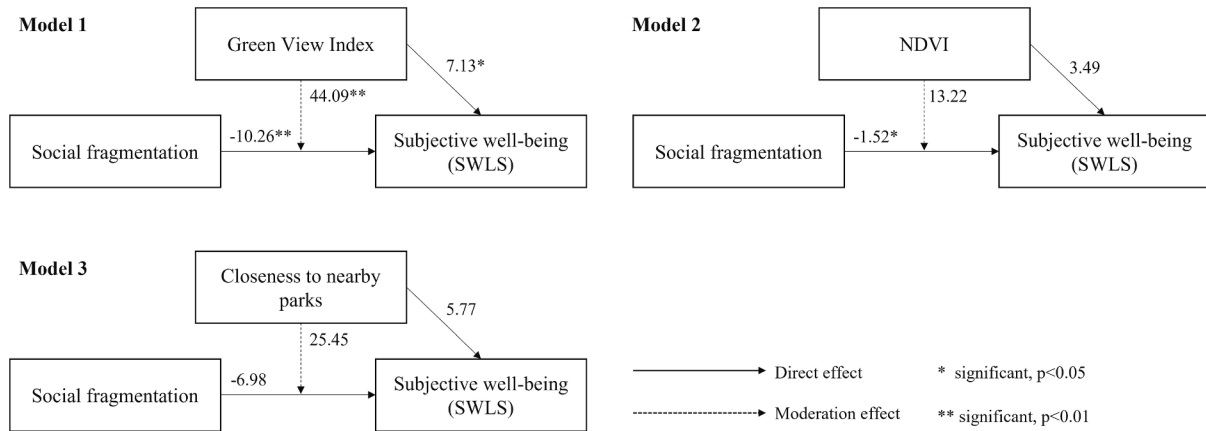 Model 1
Green View Index
7.13*
44.09**
-10.26**
Social fragmentation
Subjective well-being
(SWLS)
Model 2
NDVI
3.49
13.22
-1.52*
Social fragmentation
Subjective well-being
(SWLS)
Model 3
Closeness to nearby
parks
5.77
25.45
-6.98
Social fragmentation
Subjective well-being
(SWLS)
Direct effect
* significant, p<0.05
Moderation effect
** significant, p<0.01